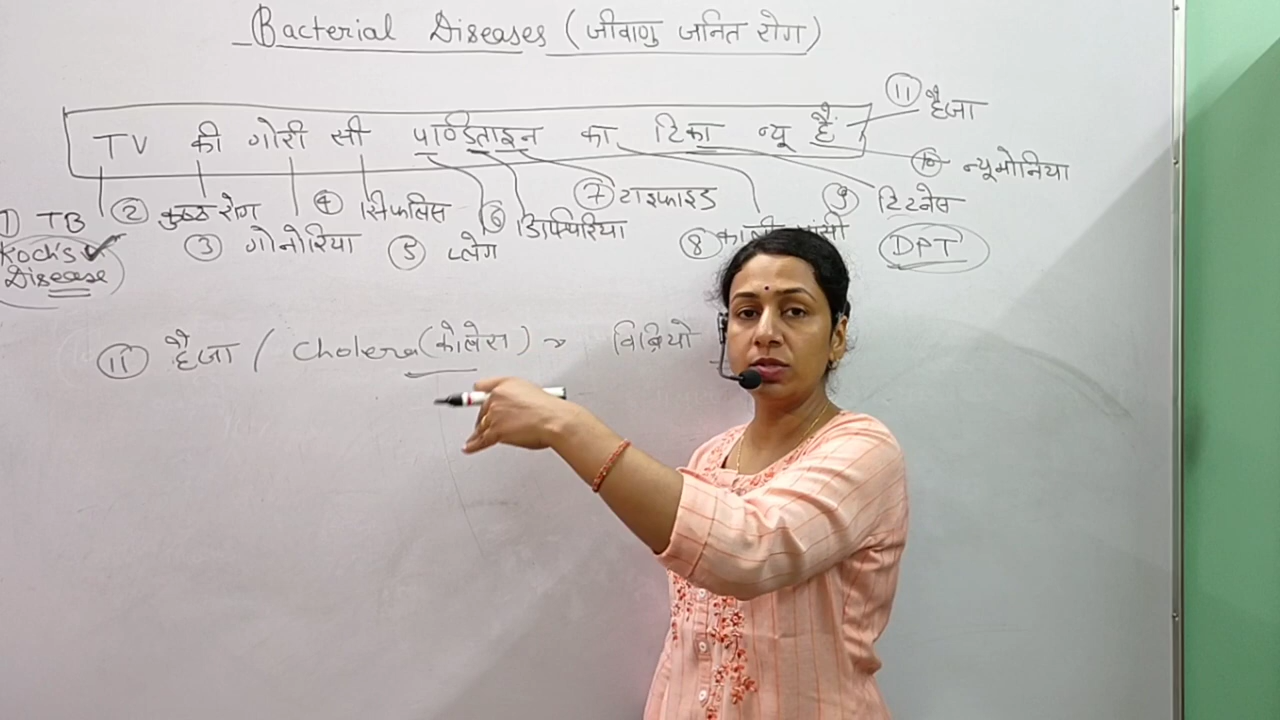 Bacterial Diseases (जीवाणु जनित रोग)
TV की गोरी सी पाण्डिताइन का टिका न्यू है
⑪ हैजा
⑩ न्यूमोनिया
① TB ② कुष्ठ रोग ④ सिफलिस ⑥ डिप्थिरिया ⑦ टाइफाइड ⑨ टिटनेस
Koch's Disease ③ गोनोरिया ⑤ प्लेग ⑧ DPT
⑪ हैजा / Cholera (कोलेरा) → विब्रियो